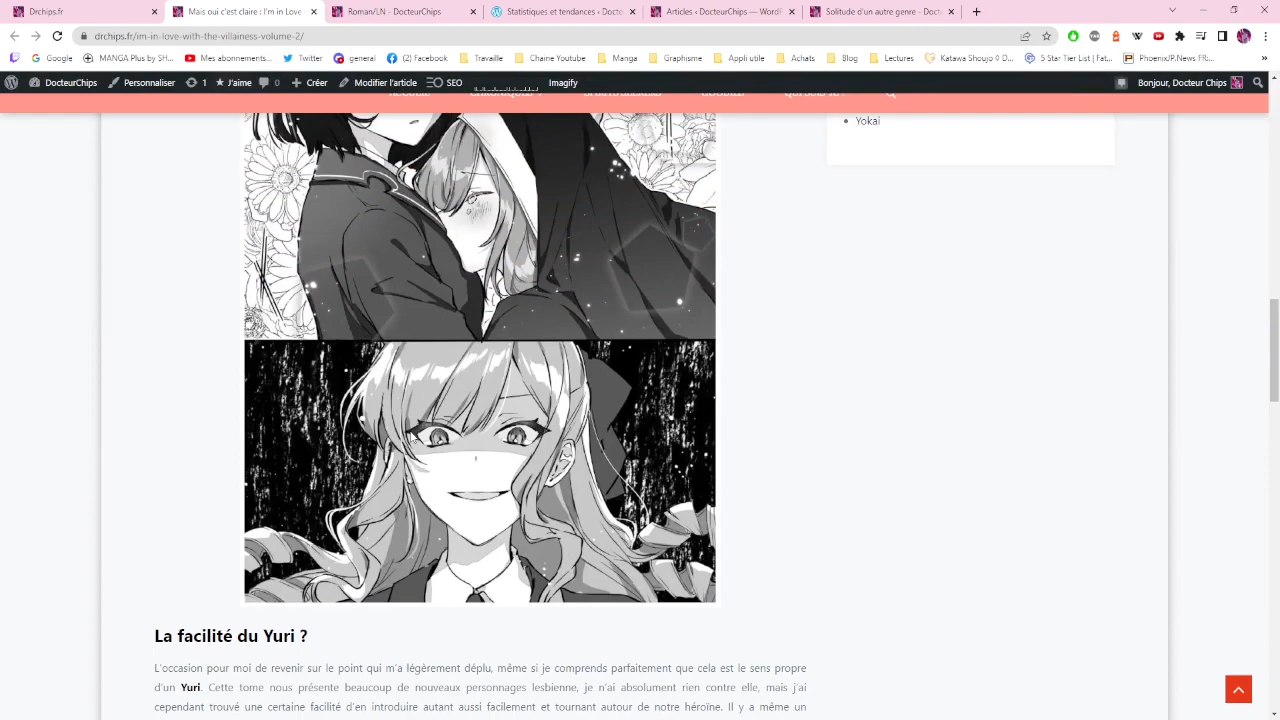 Drchips.fr
Mais oui c'est claire : I'm in Love
Roman/LN - DocteurChips
Statistiques et tendances ‹ Docte
Articles ‹ DocteurChips — WordP
Solitude d'un autre genre - Docte
drchips.fr/im-in-love-with-the-villainess-volume-2/
Google
MANGA Plus by SH...
Mes abonnements...
Twitter
general
(2) Facebook
Travaille
Chaine Youtube
Manga
Graphisme
Appli utile
Achats
Blog
Lectures
Katawa Shoujo ◊ D...
5 Star Tier List | Fat...
PhoenixJP.News FR...
DocteurChips
Personnaliser
1
J'aime
0
Créer
Modifier l'article
SEO
Imagify
Bonjour, Docteur Chips
Yokai
La facilité du Yuri ?
L'occasion pour moi de revenir sur le point qui m'a légèrement déplu, même si je comprends parfaitement que cela est le sens propre
d'un Yuri. Cette tome nous présente beaucoup de nouveaux personnages lesbienne, je n'ai absolument rien contre elle, mais j'ai
cependant trouvé une certaine facilité d'en introduire autant aussi facilement et tournant autour de notre héroïne. Il y a même un